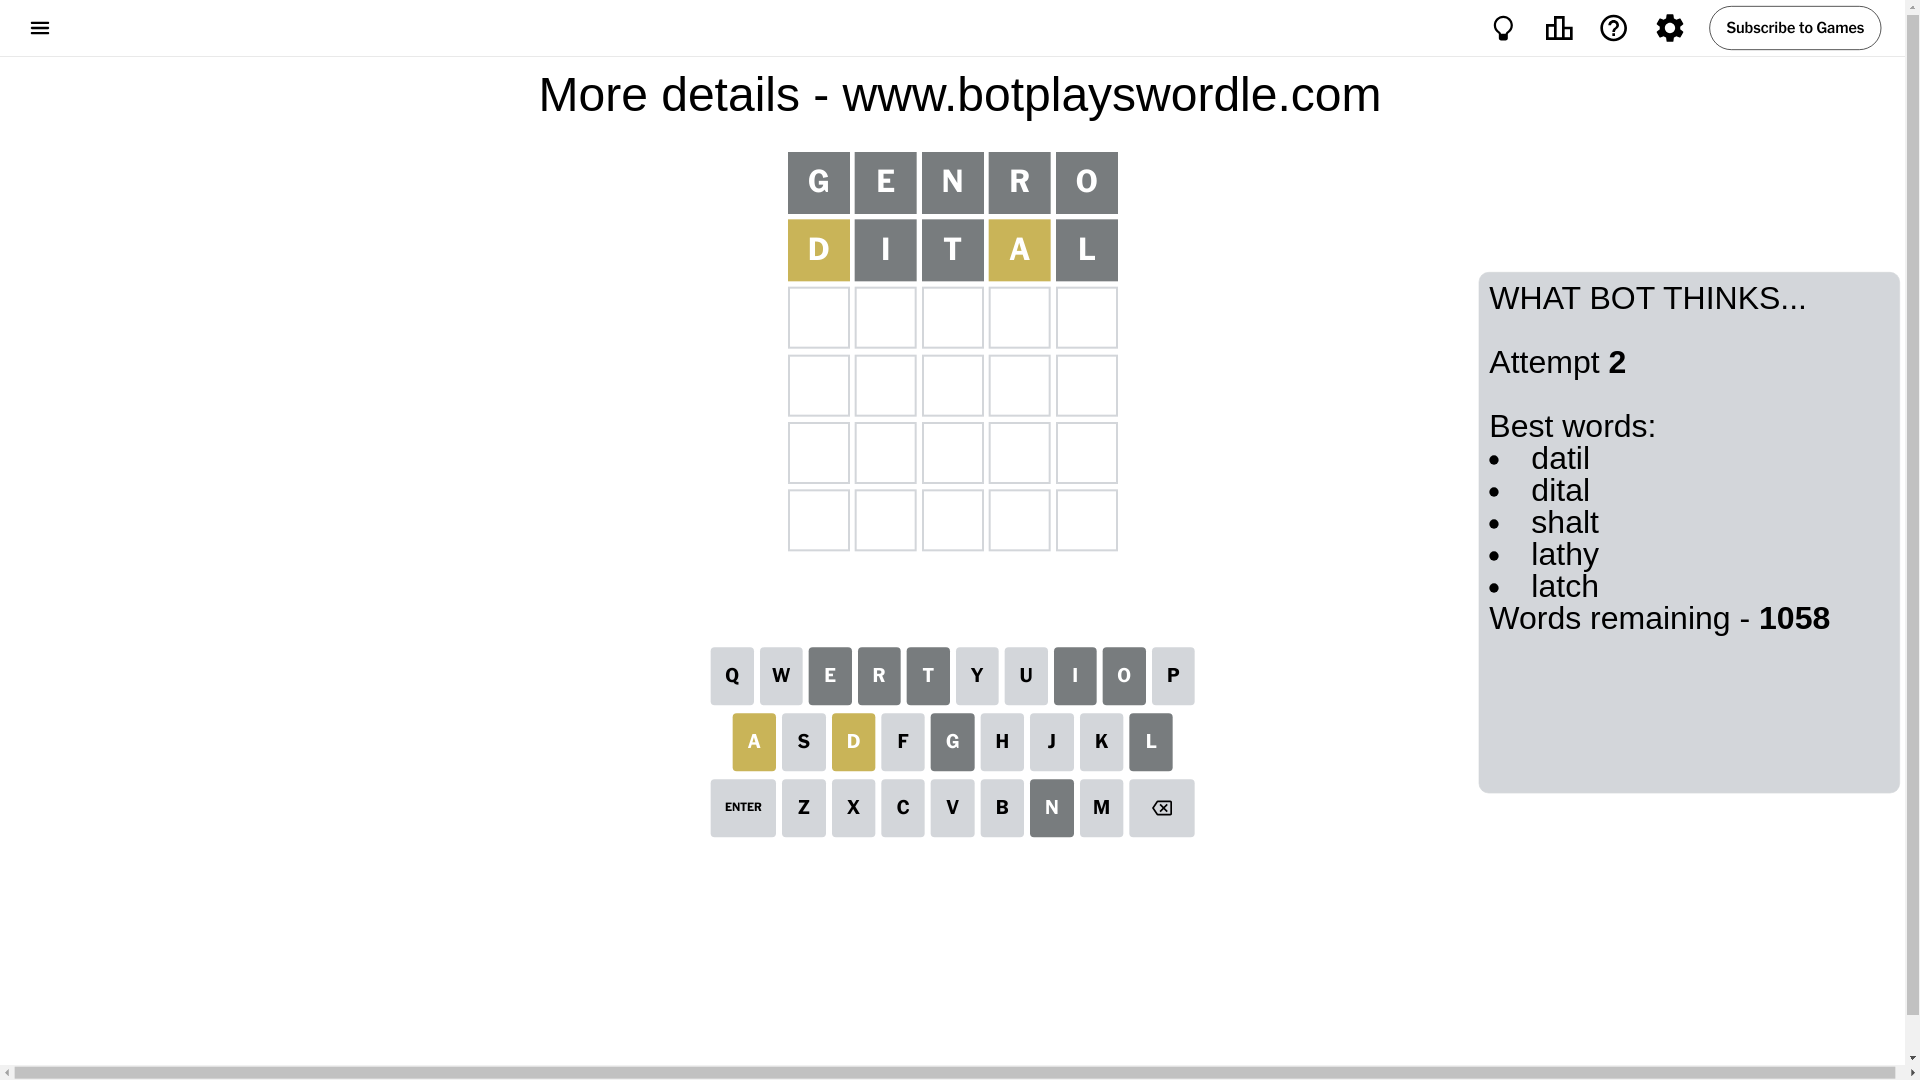 Subscribe to Games
More details - www.botplayswordle.com
G E N R O
D I T A L
WHAT BOT THINKS...
Attempt 2
Best words:
• datil
• dital
• shalt
• lathy
• latch
Words remaining - 1058
Q W E R T Y U I O P
A S D F G H J K L
ENTER Z X C V B N M